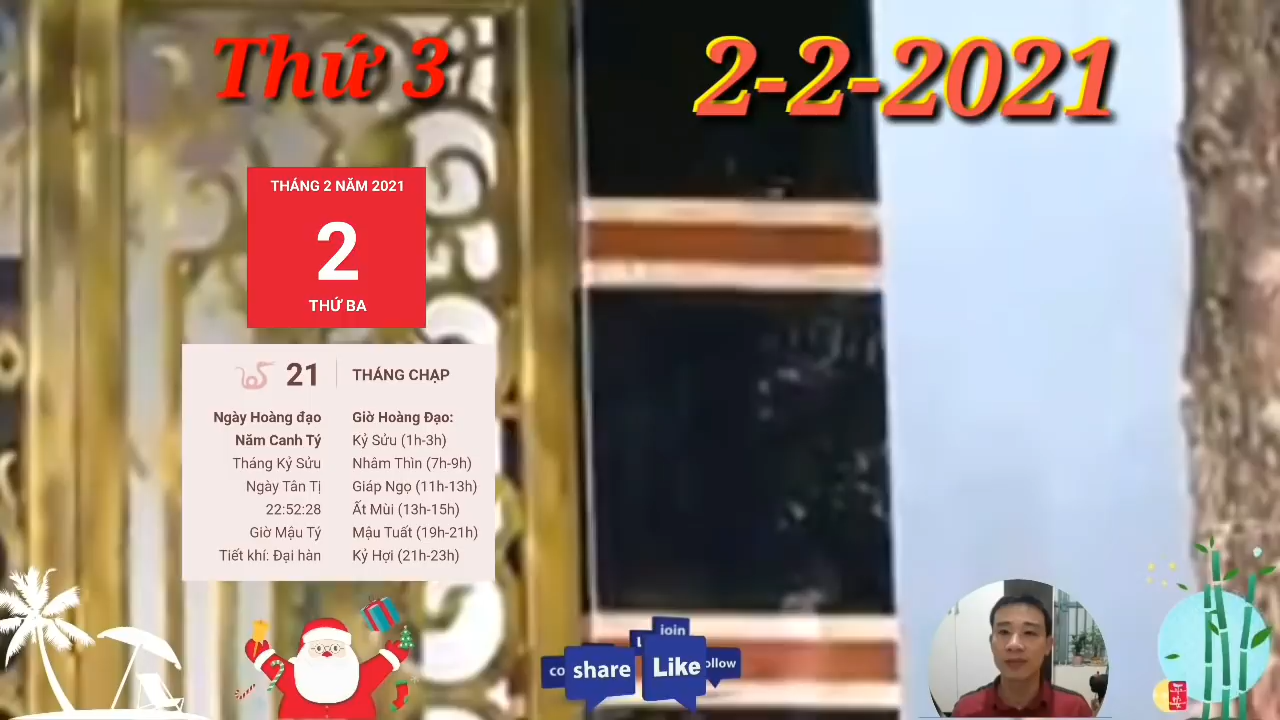 Thứ 3
2-2-2021
THÁNG 2 NĂM 2021
2
THỨ BA
21
THÁNG CHẠP
Ngày Hoàng đạo
Năm Canh Tý
Tháng Kỷ Sửu
Ngày Tân Tị
22:52:28
Giờ Mậu Tý
Tiết khí: Đại hàn
Giờ Hoàng Đạo:
Kỷ Sửu (1h-3h)
Nhâm Thìn (7h-9h)
Giáp Ngọ (11h-13h)
Ất Mùi (13h-15h)
Mậu Tuất (19h-21h)
Kỷ Hợi (21h-23h)
join
share
Like